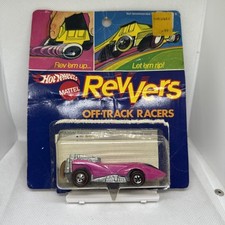 Rev 'em up...
Let 'em rip!
HOT WHEELS
MATTEL
RevVers
OFF-TRACK RACERS